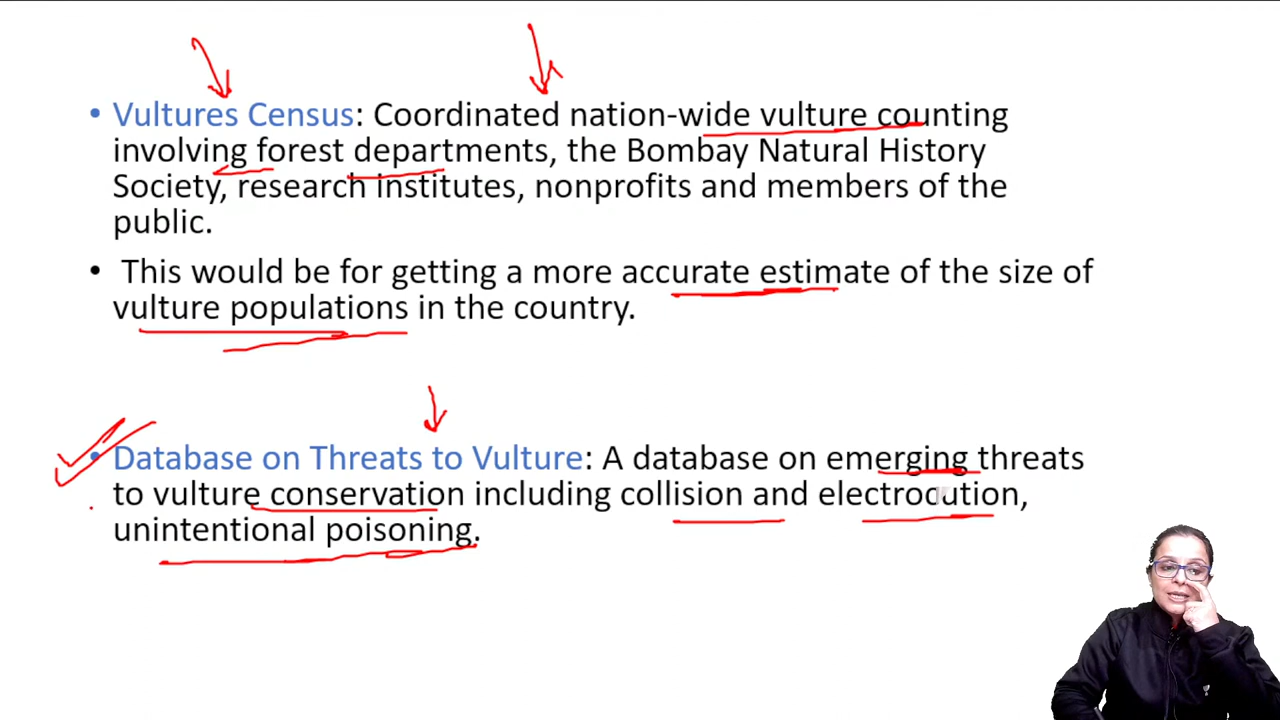 • Vultures Census: Coordinated nation-wide vulture counting
involving forest departments, the Bombay Natural History
Society, research institutes, nonprofits and members of the
public.
• This would be for getting a more accurate estimate of the size of
vulture populations in the country.
• Database on Threats to Vulture: A database on emerging threats
to vulture conservation including collision and electrocution,
unintentional poisoning.